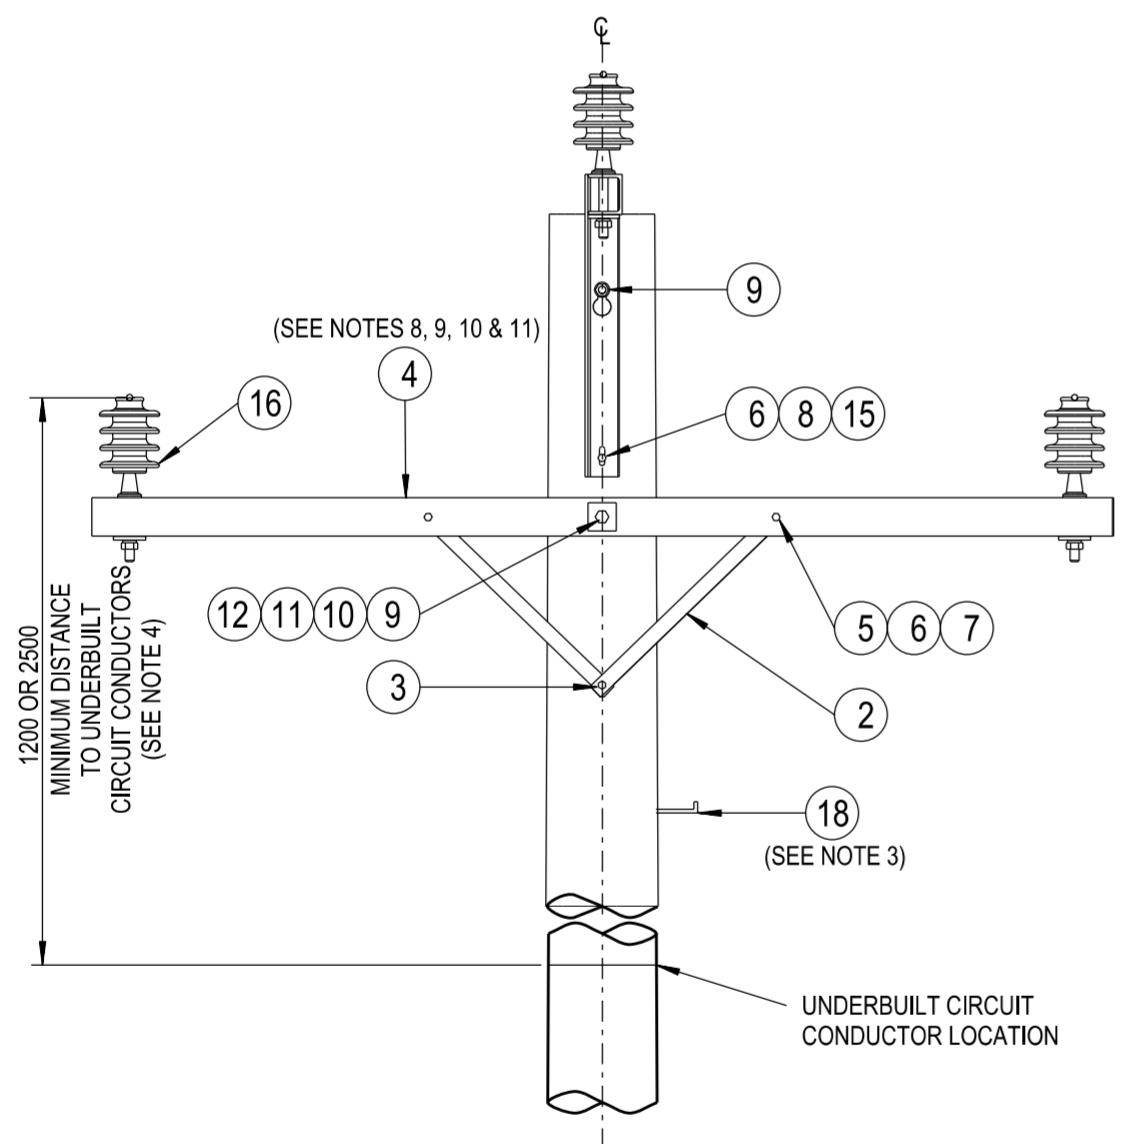 ℄
9
(SEE NOTES 8, 9, 10 & 11)
4
16
6 8 15
12 11 10 9
5 6 7
3
2
18
(SEE NOTE 3)
1200 OR 2500
MINIMUM DISTANCE
TO UNDERBUILT
CIRCUIT CONDUCTORS
(SEE NOTE 4)
UNDERBUILT CIRCUIT
CONDUCTOR LOCATION